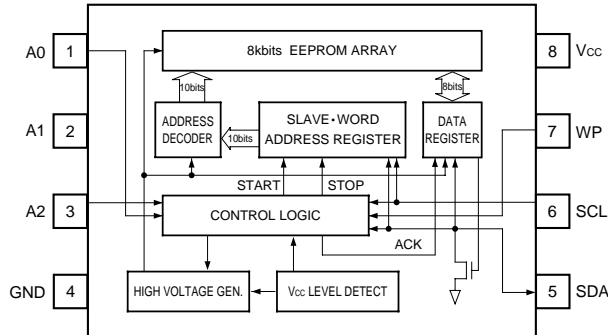 8kbits EEPROM ARRAY
A0 1
8 Vcc
10bits
8bits
A1 2
ADDRESS DECODER
10bits
SLAVE・WORD ADDRESS REGISTER
DATA REGISTER
7 WP
START
STOP
A2 3
CONTROL LOGIC
6 SCL
ACK
GND 4
HIGH VOLTAGE GEN.
Vcc LEVEL DETECT
5 SDA